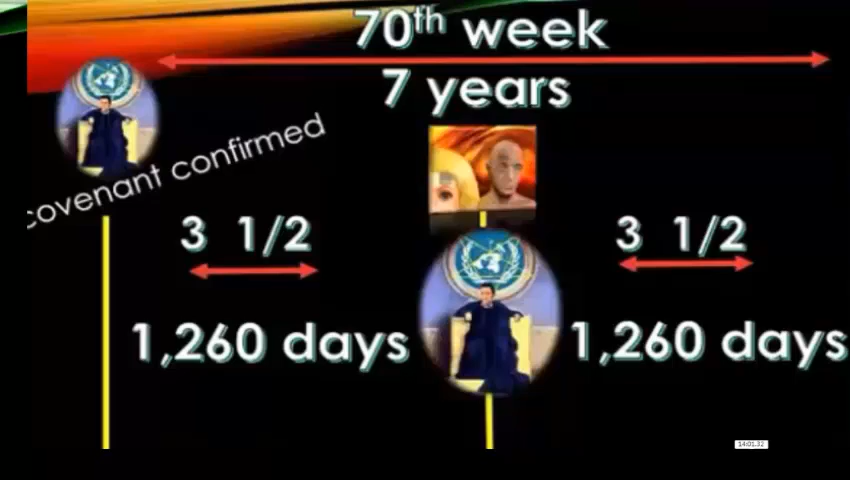 70th week
7 years
covenant confirmed
3 1/2
3 1/2
1,260 days
1,260 days
14:01:32